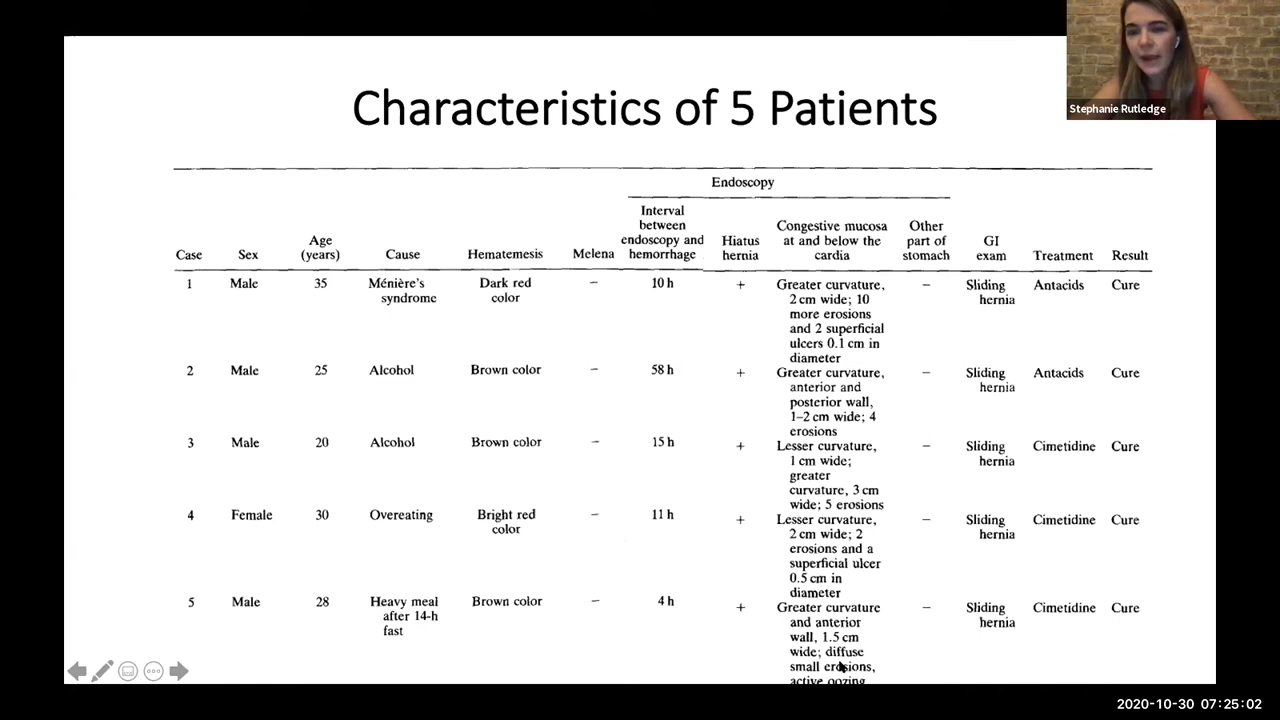 Stephanie Rutledge
Characteristics of 5 Patients
Endoscopy
Case
Sex
Age
(years)
Cause
Hematemesis
Melena
Interval
between
endoscopy and
hemorrhage
Hiatus
hernia
Congestive mucosa
at and below the
cardia
Other
part of
stomach
GI
exam
Treatment
Result
1
Male
35
Ménière's
syndrome
Dark red
color
–
10 h
+
Greater curvature,
2 cm wide; 10
more erosions
and 2 superficial
ulcers 0.1 cm in
diameter
–
Sliding
hernia
Antacids
Cure
2
Male
25
Alcohol
Brown color
–
58 h
+
Greater curvature,
anterior and
posterior wall,
1–2 cm wide; 4
erosions
–
Sliding
hernia
Antacids
Cure
3
Male
20
Alcohol
Brown color
–
15 h
+
Lesser curvature,
1 cm wide;
greater
curvature, 3 cm
wide; 5 erosions
–
Sliding
hernia
Cimetidine
Cure
4
Female
30
Overeating
Bright red
color
–
11 h
+
Lesser curvature,
2 cm wide; 2
erosions and a
superficial ulcer
0.5 cm in
diameter
–
Sliding
hernia
Cimetidine
Cure
5
Male
28
Heavy meal
after 14-h
fast
Brown color
–
4 h
+
Greater curvature
and anterior
wall, 1.5 cm
wide; diffuse
small erosions,
active oozing
–
Sliding
hernia
Cimetidine
Cure
2020-10-30 07:25:02